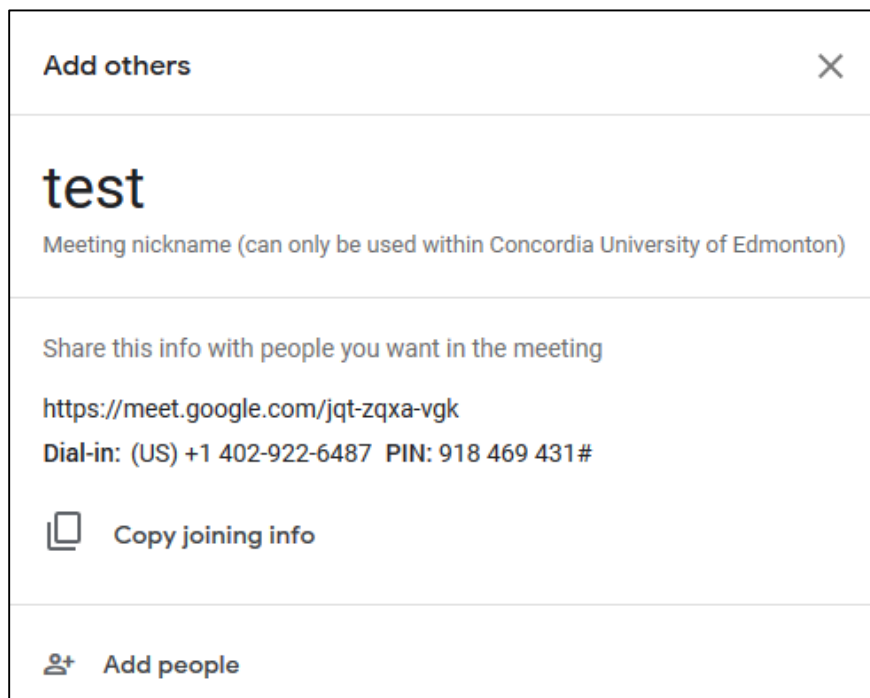 Add others
test
Meeting nickname (can only be used within Concordia University of Edmonton)
Share this info with people you want in the meeting
https://meet.google.com/jqt-zqxa-vgk
Dial-in: (US) +1 402-922-6487 PIN: 918 469 431#
Copy joining info
Add people